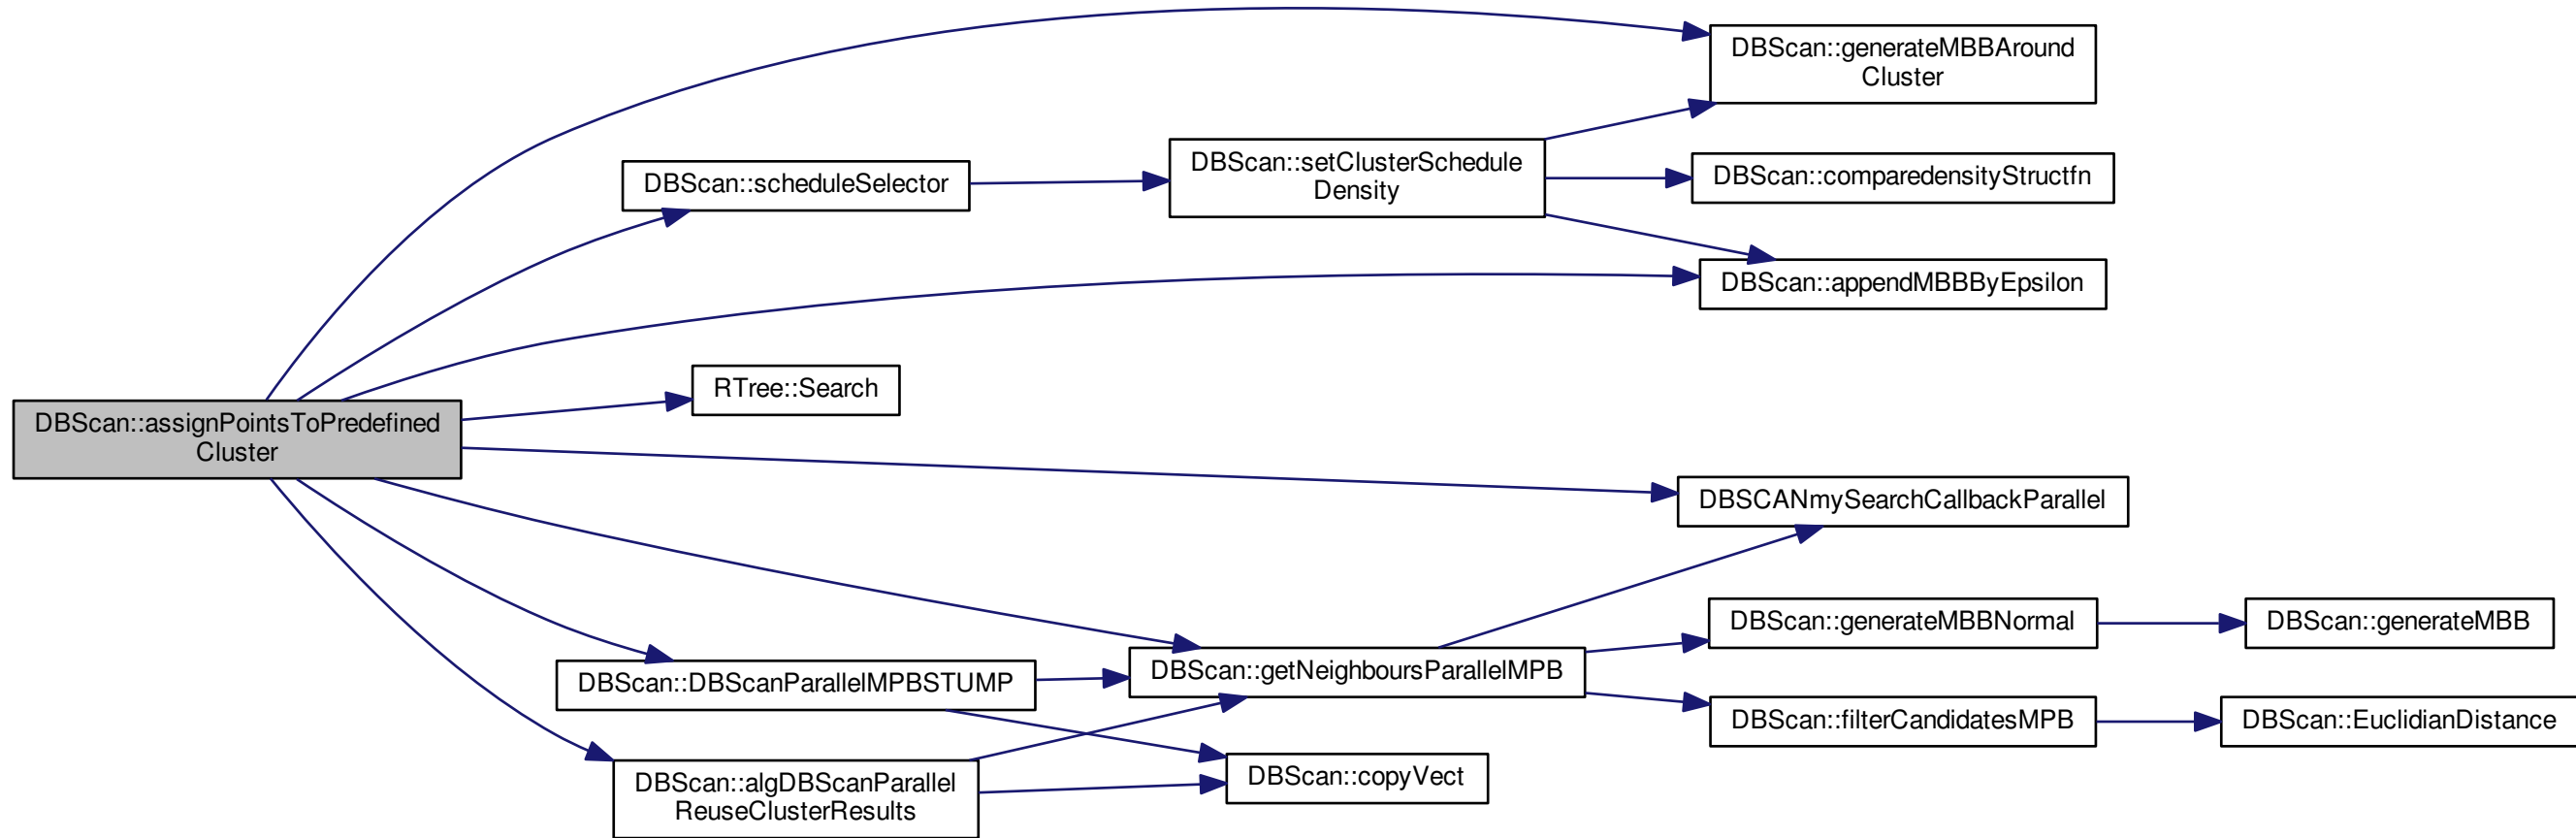 DBScan::generateMBBAround
Cluster
DBScan::setClusterSchedule
Density
DBScan::scheduleSelector
DBScan::comparedensityStructfn
DBScan::appendMBBByEpsilon
RTree::Search
DBScan::assignPointsToPredefined
Cluster
DBSCANmySearchCallbackParallel
DBScan::generateMBBNormal
DBScan::generateMBB
DBScan::getNeighboursParallelMPB
DBScan::DBScanParallelMPBSTUMP
DBScan::filterCandidatesMPB
DBScan::EuclidianDistance
DBScan::algDBScanParallel
ReuseClusterResults
DBScan::copyVect